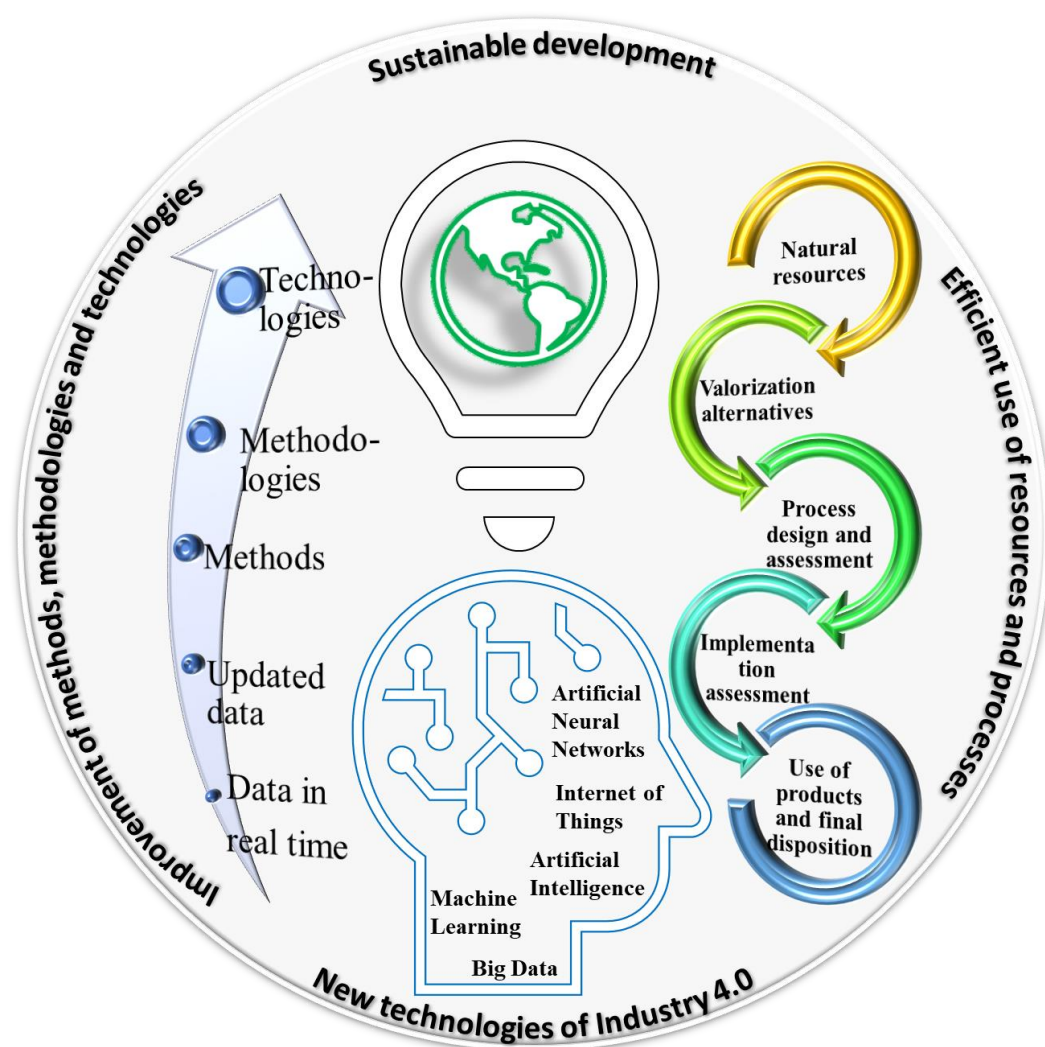 Sustainable development
Improvement of methods, methodologies and technologies
Techno-
logies
Methodo-
logies
Methods
Updated
data
Data in
real time
Artificial
Neural
Networks
Internet of
Things
Artificial
Intelligence
Machine
Learning
Big Data
Natural
resources
Valorization
alternatives
Process
design and
assessment
Implementa
tion
assessment
Use of
products
and final
disposition
Efficient use of resources and processes
New technologies of Industry 4.0